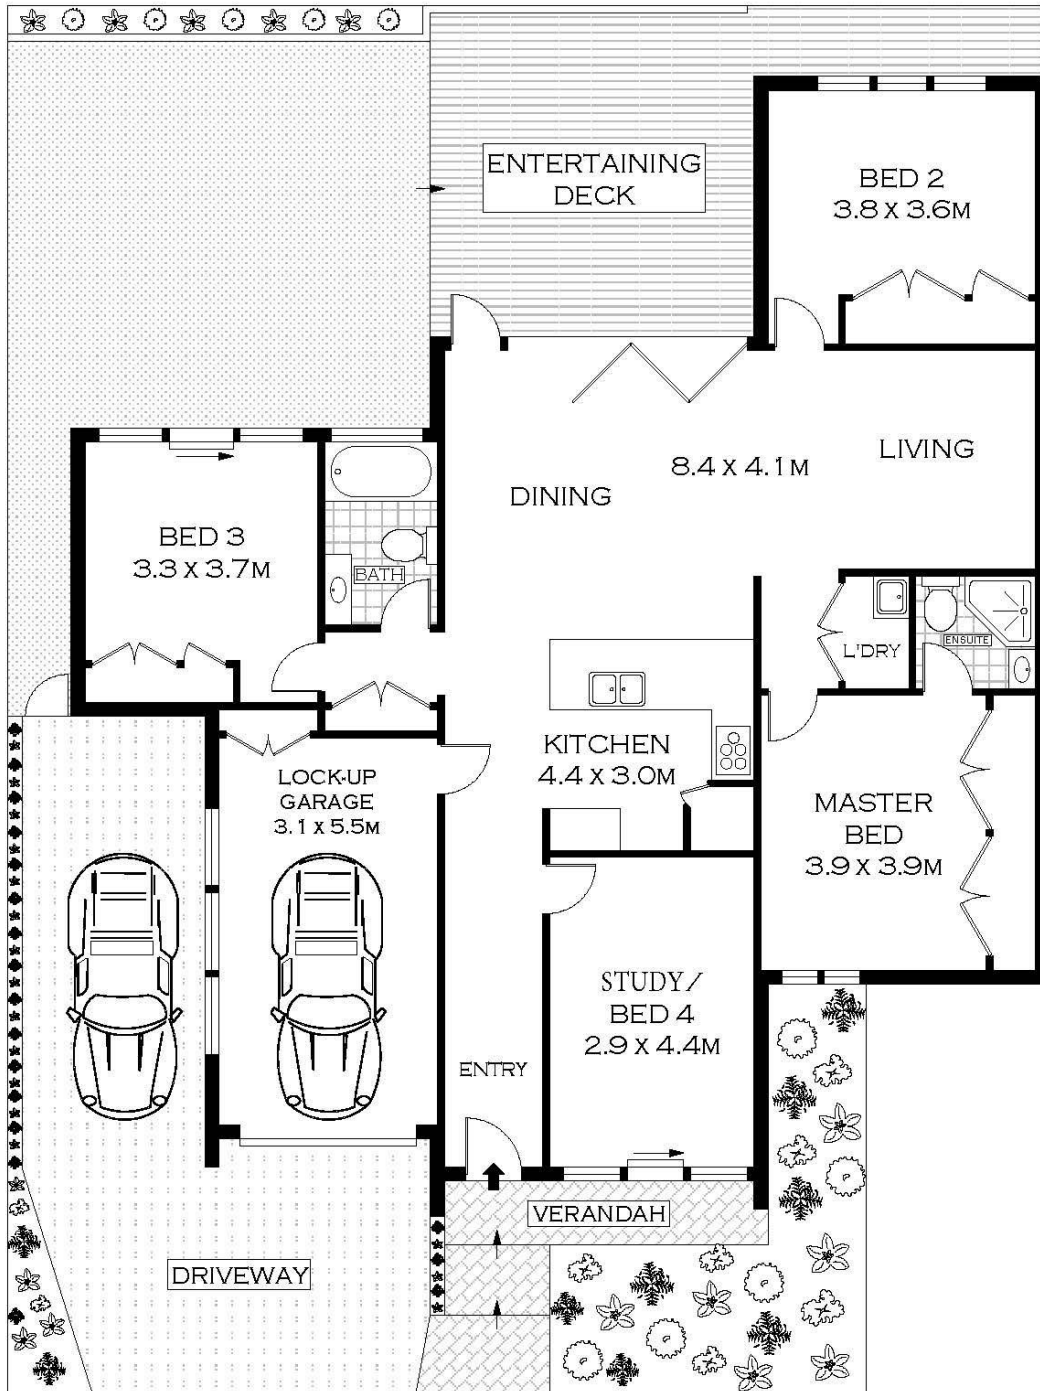 ENTERTAINING
DECK
BED 2
3.8 X 3.6M
LIVING
8.4 X 4.1M
DINING
BED 3
3.3 X 3.7M
BATH
L'DRY
ENSUITE
KITCHEN
4.4 X 3.0M
LOCK-UP
GARAGE
3.1 X 5.5M
MASTER
BED
3.9 X 3.9M
STUDY/
BED 4
2.9 X 4.4M
ENTRY
VERANDAH
DRIVEWAY